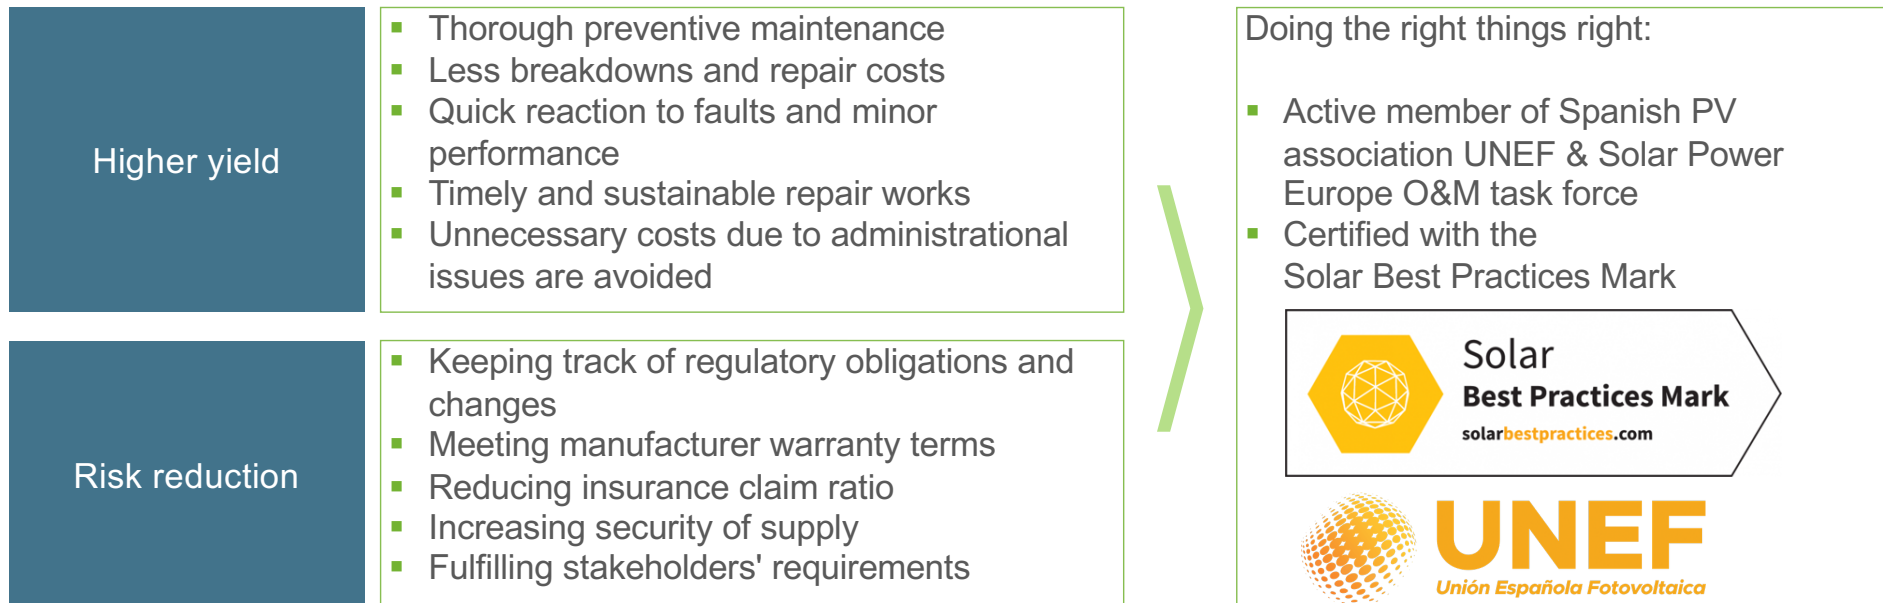 Higher yield
Thorough preventive maintenance
Less breakdowns and repair costs
Quick reaction to faults and minor
performance
Timely and sustainable repair works
Unnecessary costs due to administrational
issues are avoided
Risk reduction
Keeping track of regulatory obligations and
changes
Meeting manufacturer warranty terms
Reducing insurance claim ratio
Increasing security of supply
Fulfilling stakeholders' requirements
Doing the right things right:
Active member of Spanish PV
association UNEF & Solar Power
Europe O&M task force
Certified with the
Solar Best Practices Mark
Solar
Best Practices Mark
solarbestpractices.com
UNEF
Unión Española Fotovoltaica